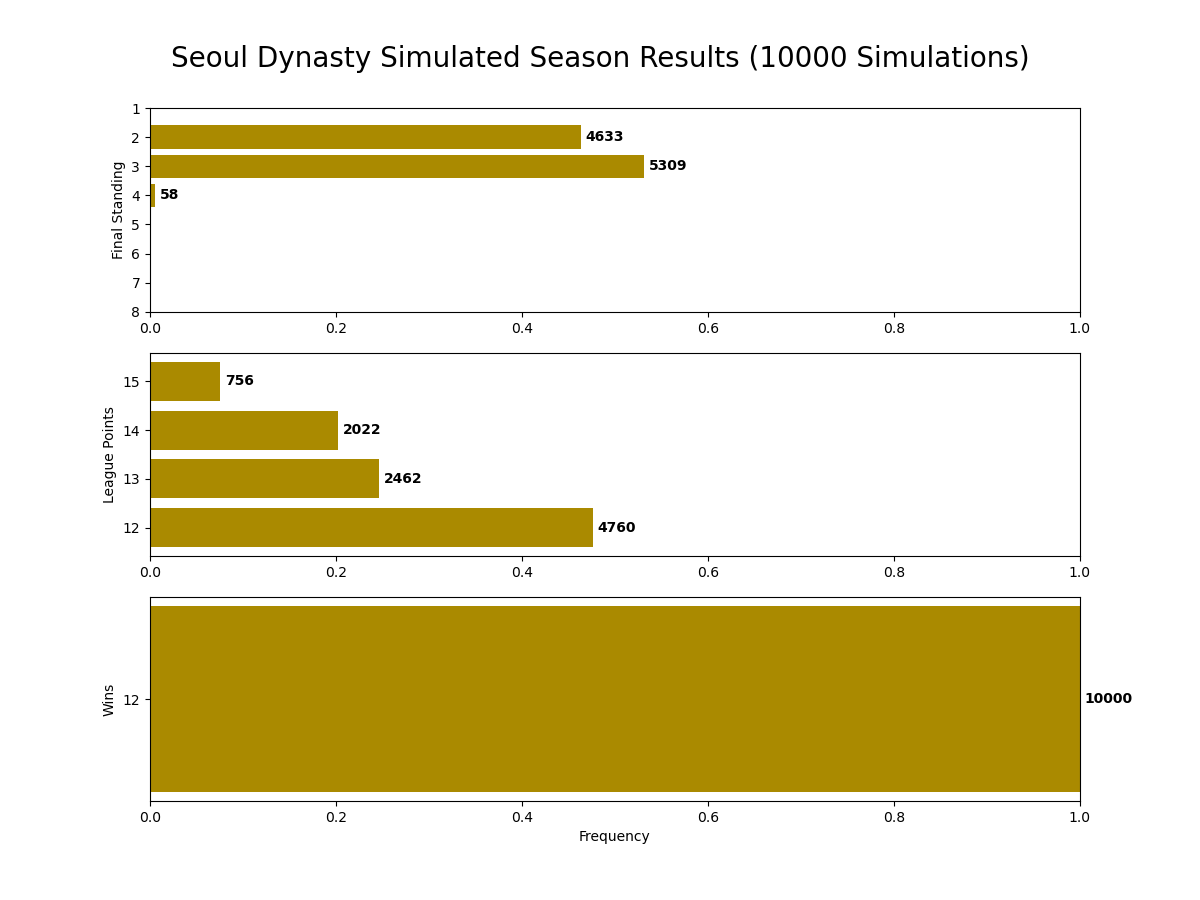 Seoul Dynasty Simulated Season Results (10000 Simulations)
Final Standing
1
2 4633
3 5309
4 58
5
6
7
8
0.0 0.2 0.4 0.6 0.8 1.0
League Points
15 756
14 2022
13 2462
12 4760
0.0 0.2 0.4 0.6 0.8 1.0
Wins
12 10000
0.0 0.2 0.4 0.6 0.8 1.0
Frequency